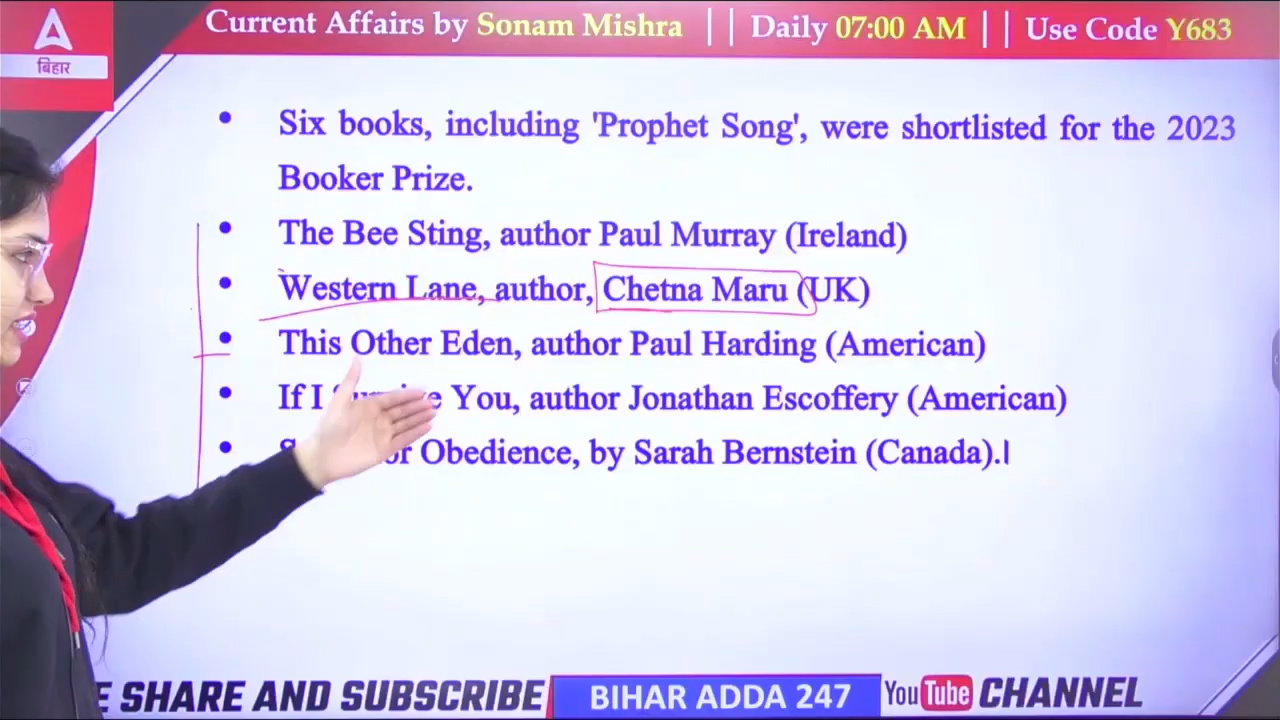 Current Affairs by Sonam Mishra || Daily 07:00 AM || Use Code Y683
बिहार
Six books, including 'Prophet Song', were shortlisted for the 2023
Booker Prize.
The Bee Sting, author Paul Murray (Ireland)
Western Lane, author, Chetna Maru (UK)
This Other Eden, author Paul Harding (American)
If I You, author Jonathan Escoffery (American)
Obedience, by Sarah Bernstein (Canada).
SHARE AND SUBSCRIBE BIHAR ADDA 247 YouTube CHANNEL